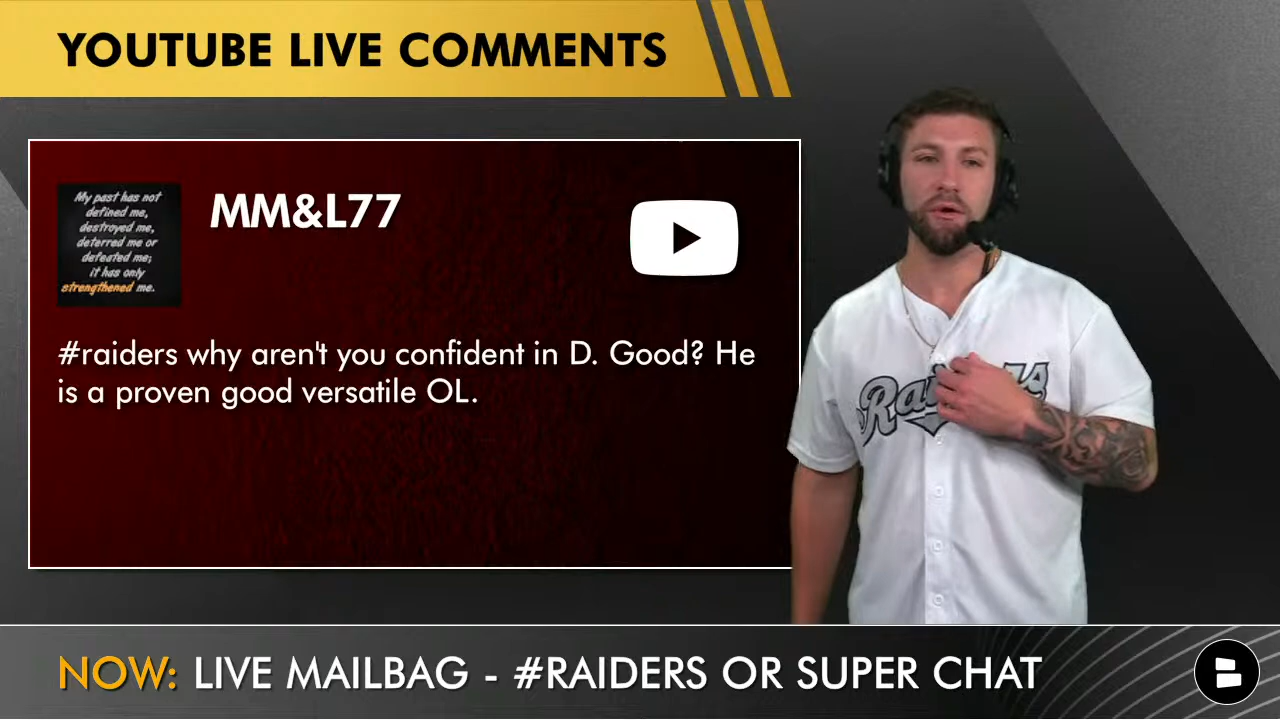 YOUTUBE LIVE COMMENTS
My past has not
defined me,
destroyed me,
deterred me or
defeated me;
it has only
strengthened me.
MM&L77
#raiders why aren't you confident in D. Good? He
is a proven good versatile OL.
Raiders
NOW: LIVE MAILBAG - #RAIDERS OR SUPER CHAT